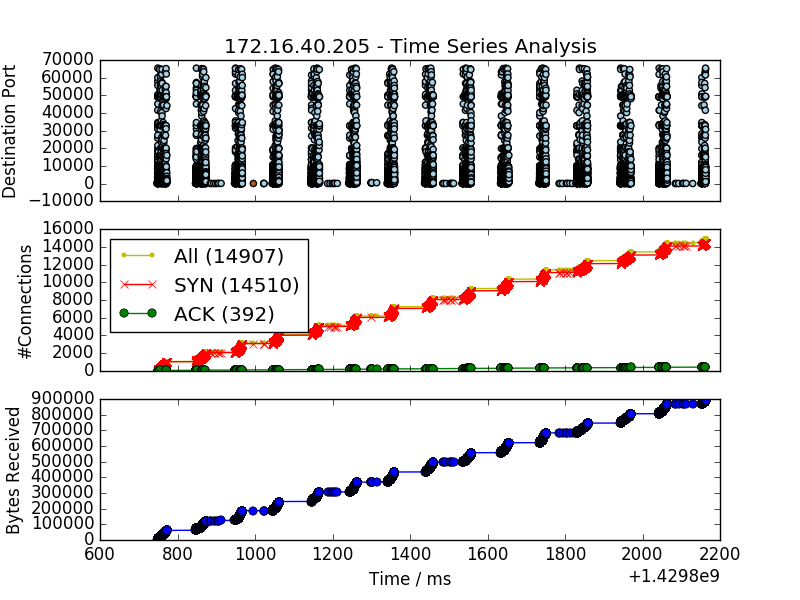 172.16.40.205 - Time Series Analysis
70000
60000
50000
40000
30000
20000
10000
0
−10000
Destination Port
16000
14000
12000
10000
8000
6000
4000
2000
0
#Connections
All (14907)
SYN (14510)
ACK (392)
900000
800000
700000
600000
500000
400000
300000
200000
100000
0
Bytes Received
600 800 1000 1200 1400 1600 1800 2000 2200
Time / ms
+1.4298e9